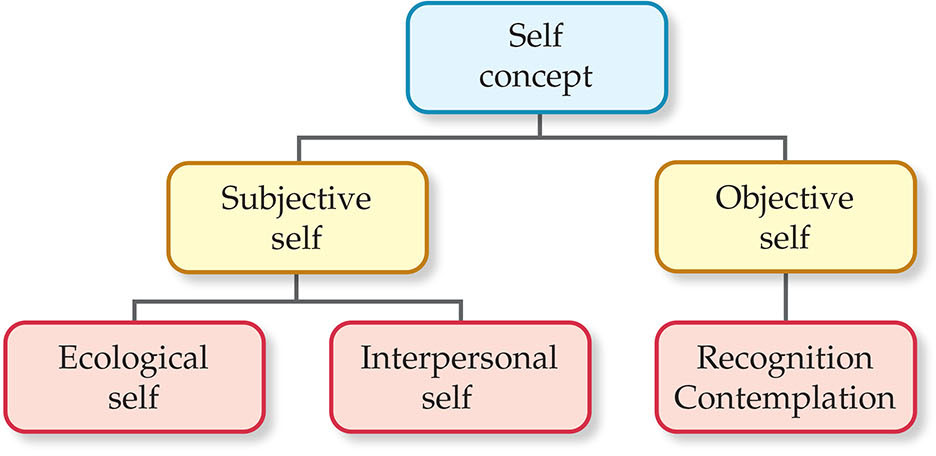 Self
concept
Subjective
self
Objective
self
Ecological
self
Interpersonal
self
Recognition
Contemplation